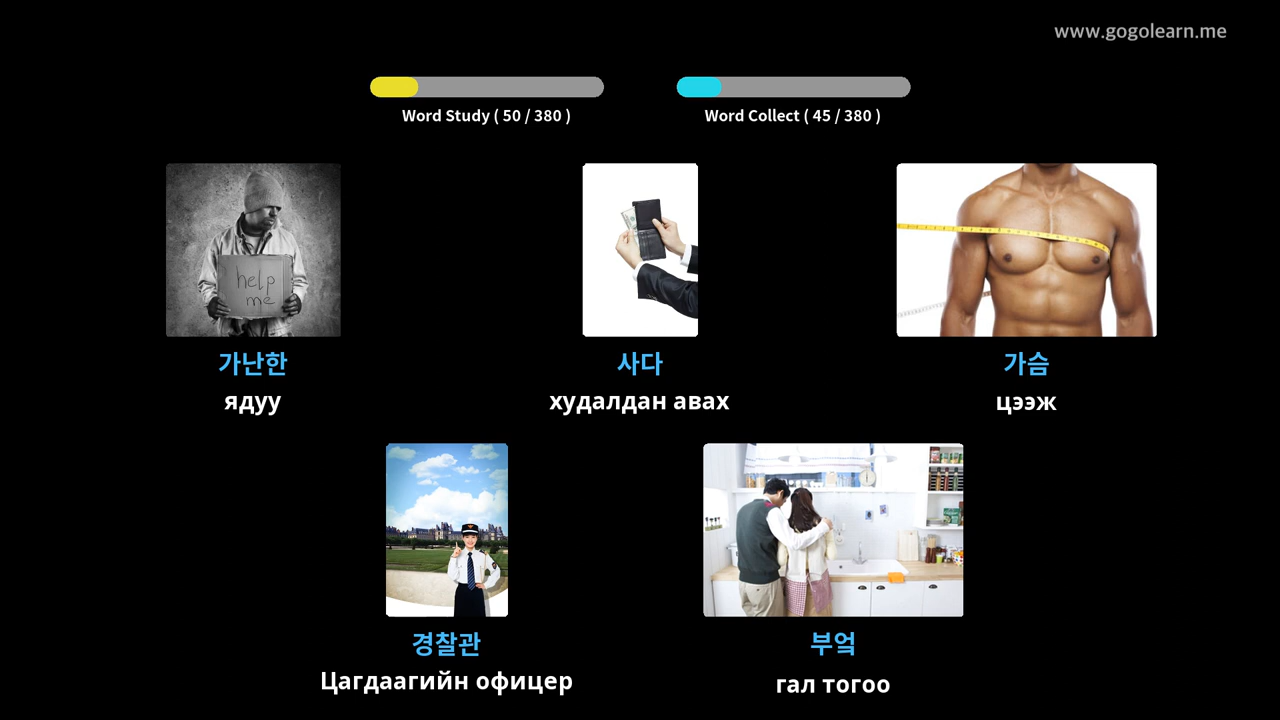 www.gogolearn.me
Word Study ( 50 / 380 )
Word Collect ( 45 / 380 )
help
me
가난한
ядуу
사다
худалдан авах
가슴
цээж
경찰관
Цагдаагийн офицер
부엌
гал тогоо